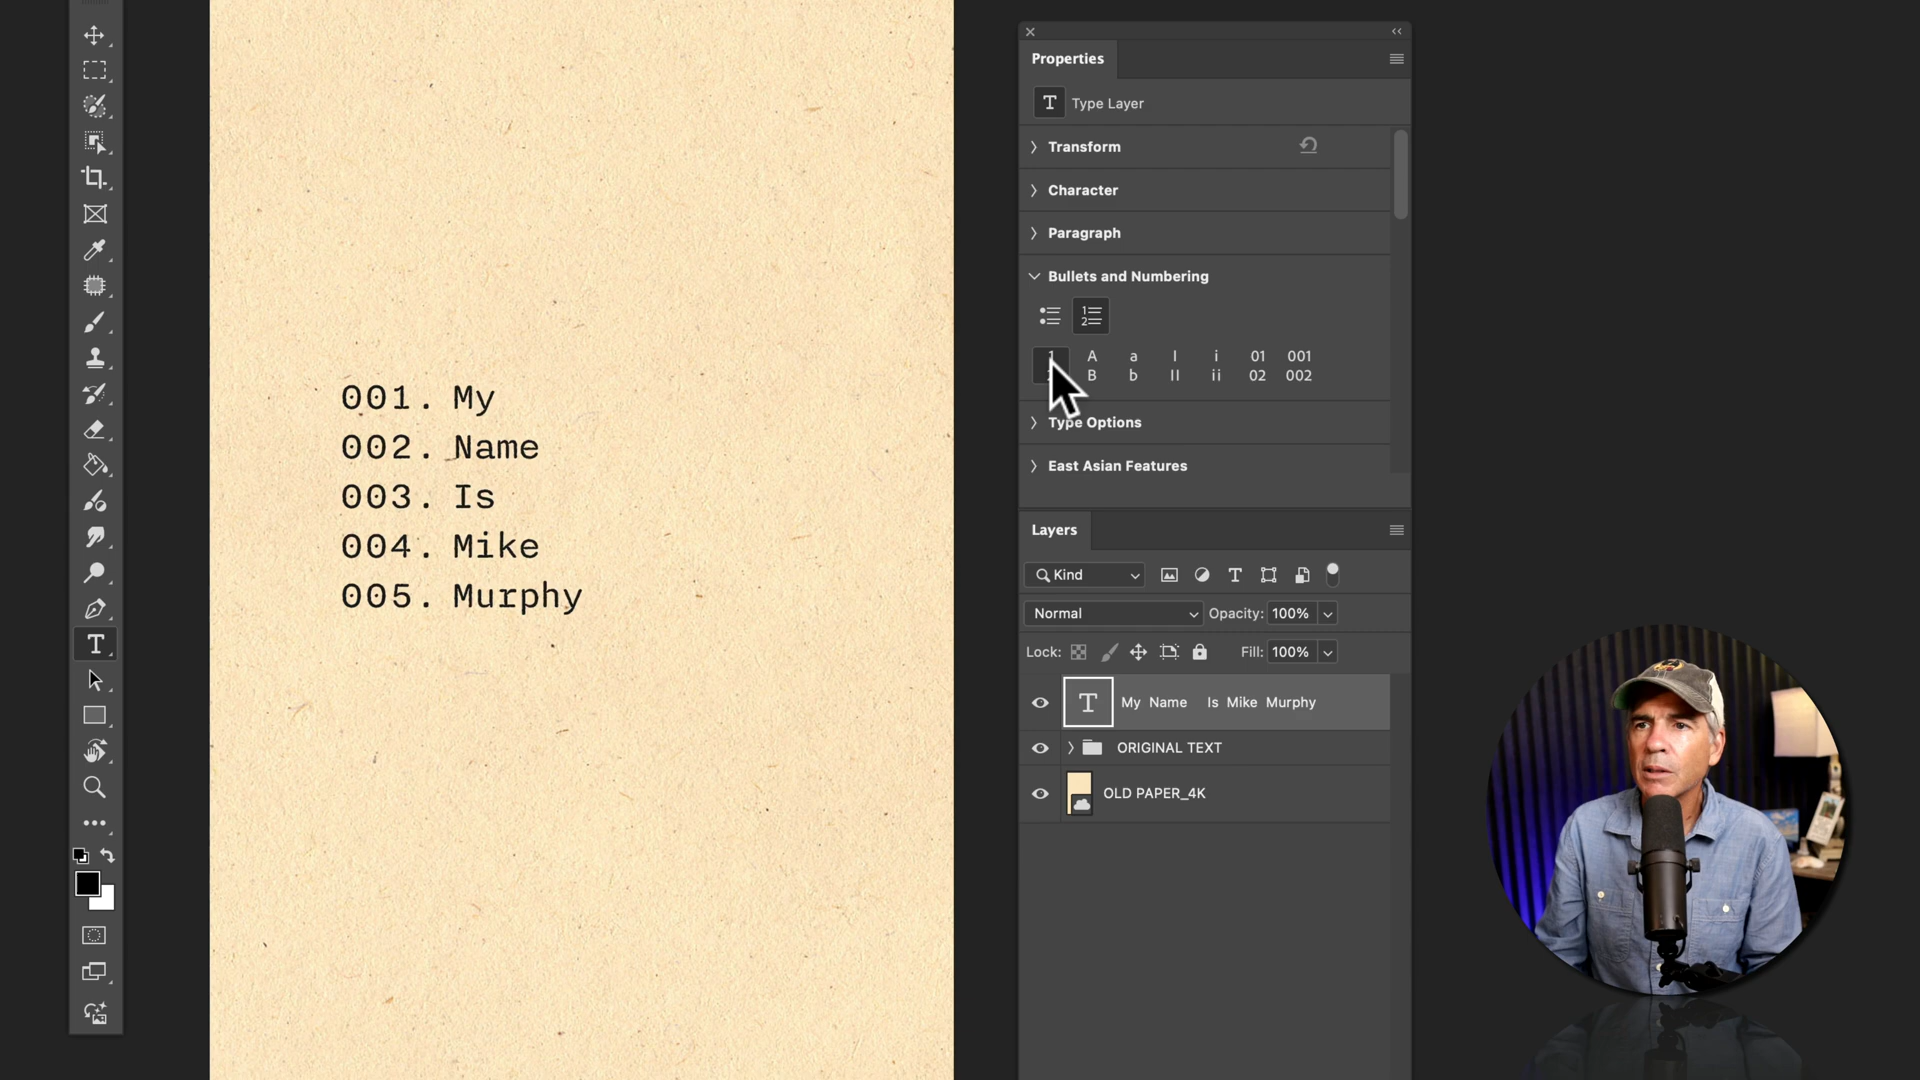 001. My
002. Name
003. Is
004. Mike
005. Murphy
Properties
T Type Layer
Transform
Character
Paragraph
Bullets and Numbering
1 A a I i 01 001
B b II ii 02 002
Type Options
East Asian Features
Layers
Kind
Normal Opacity: 100%
Lock: Fill: 100%
T My Name Is Mike Murphy
ORIGINAL TEXT
OLD PAPER_4K